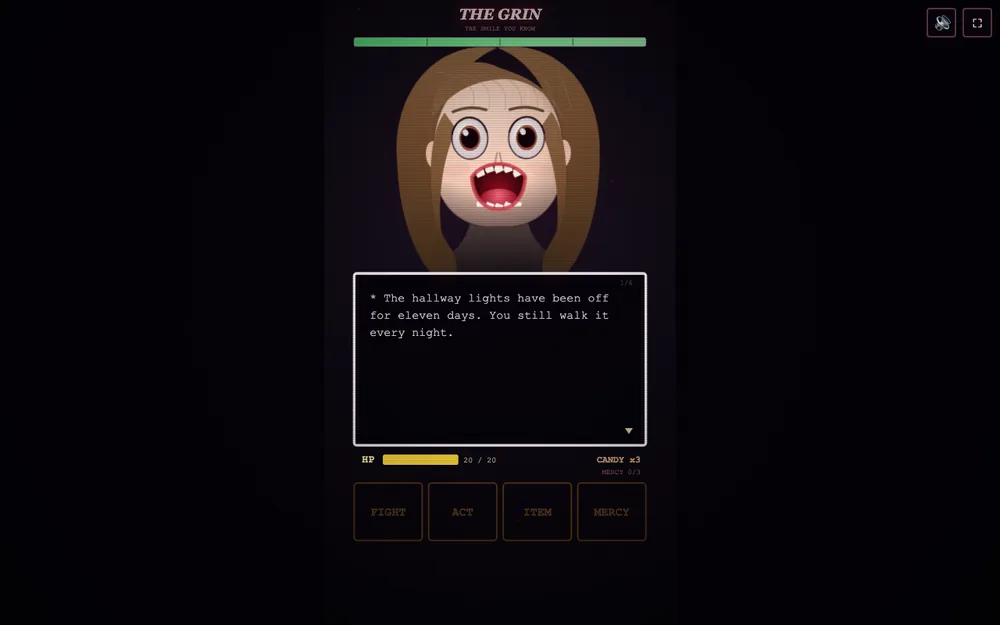 THE GRIN
THE SMILE YOU KNOW
1/6
* The hallway lights have been off
for eleven days. You still walk it
every night.
HP 20 / 20 CANDY x3
MERCY 0/3
FIGHT ACT ITEM MERCY